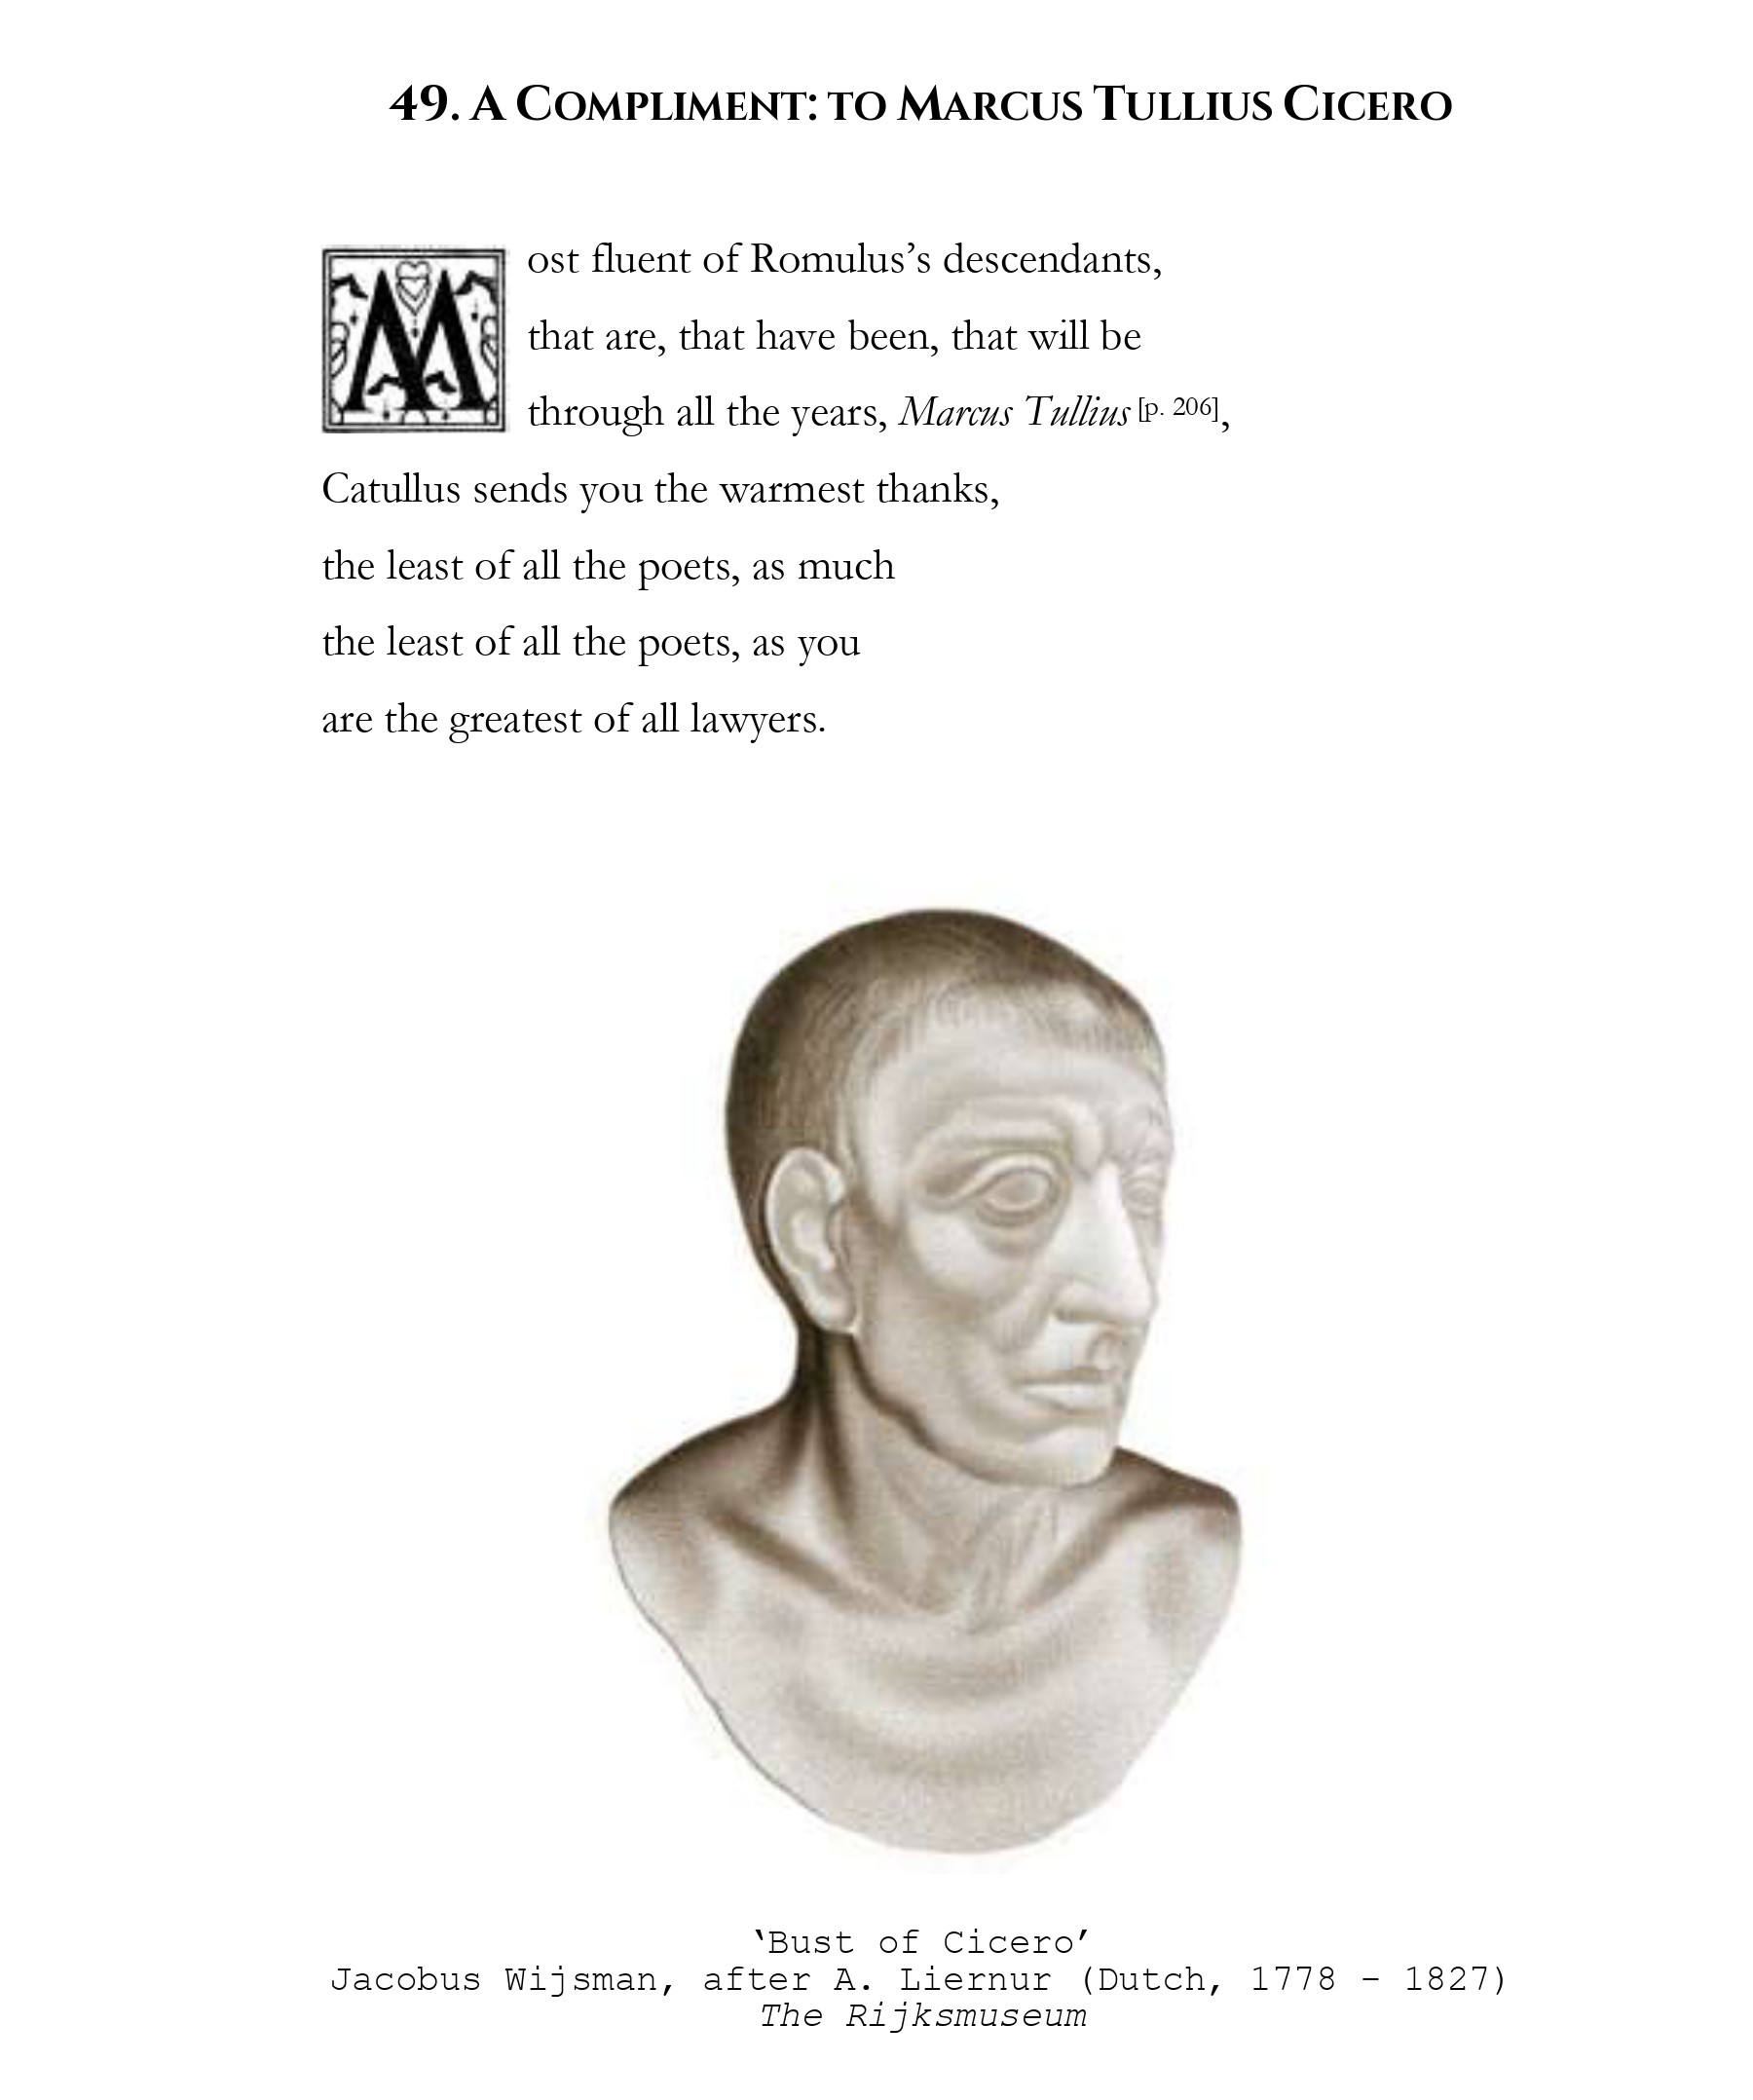 49. A Compliment: to Marcus Tullius Cicero
Most fluent of Romulus’s descendants,
that are, that have been, that will be
through all the years, Marcus Tullius [p. 206],
Catullus sends you the warmest thanks,
the least of all the poets, as much
the least of all the poets, as you
are the greatest of all lawyers.
‘Bust of Cicero’
Jacobus Wijsman, after A. Liernur (Dutch, 1778 - 1827)
The Rijksmuseum